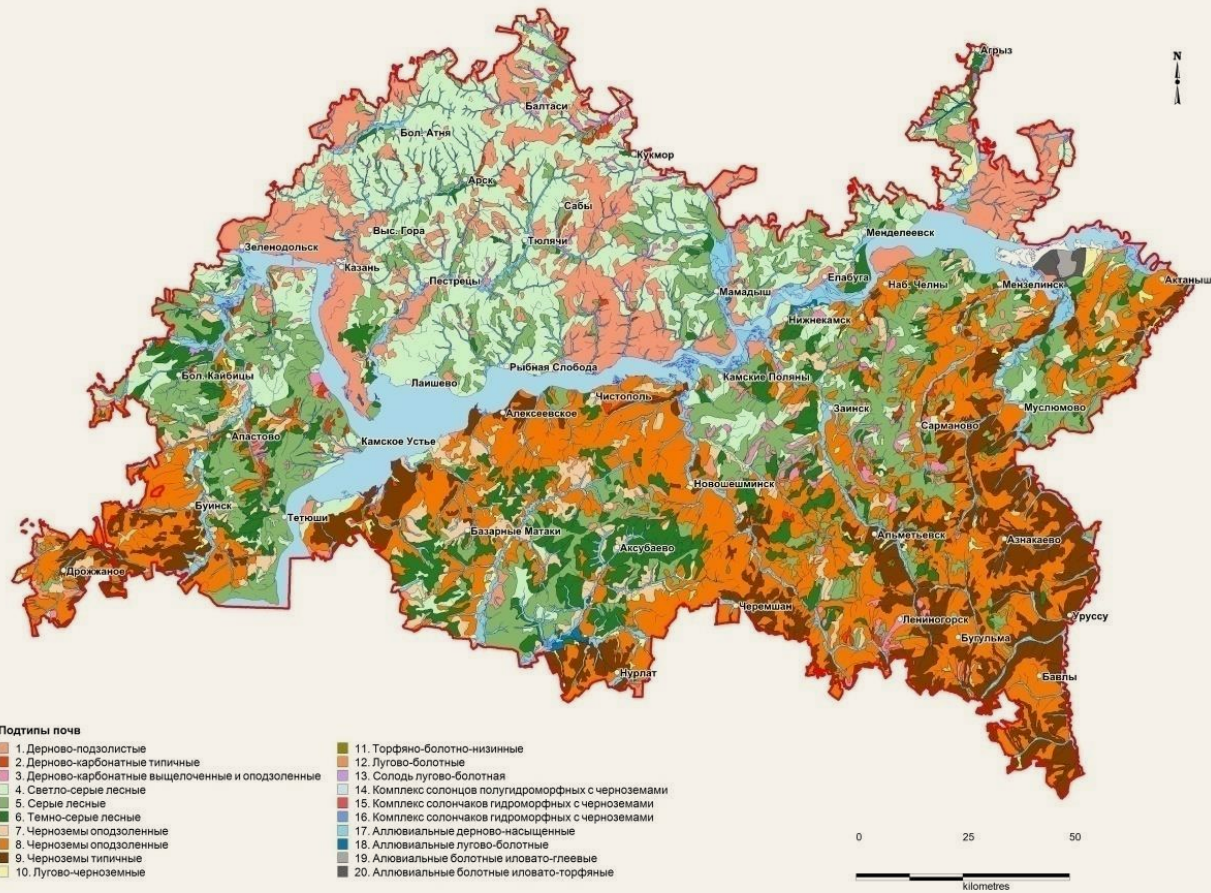 N
Агрыз
Балтаси
Бол. Атня
Кукмор
Арск
Сабы
Выс. Гора
Тюлячи
Менделеевск
Зеленодольск
Казань
Пестрецы
Елабуга
Мамадыш
Наб. Челны
Мензелинск
Актаныш
Нижнекамск
Рыбная Слобода
Бол. Кайбицы
Лаишево
Камские Поляны
Чистополь
Алексеевское
Заинск
Муслюмово
Сарманово
Апастово
Камское Устье
Новошешминск
Буинск
Тетюши
Базарные Матаки
Аксубаево
Альметьевск
Азнакаево
Дрожжаное
Черемшан
Лениногорск
Уруссу
Бугульма
Нурлат
Бавлы
Подтипы почв
1. Дерново-подзолистые
2. Дерново-карбонатные типичные
3. Дерново-карбонатные выщелоченные и оподзоленные
4. Светло-серые лесные
5. Серые лесные
6. Темно-серые лесные
7. Черноземы оподзоленные
8. Черноземы оподзоленные
9. Черноземы типичные
10. Лугово-черноземные
11. Торфяно-болотно-низинные
12. Лугово-болотные
13. Солодь лугово-болотная
14. Комплекс солонцов полугидроморфных с черноземами
15. Комплекс солончаков гидроморфных с черноземами
16. Комплекс солончаков гидроморфных с черноземами
17. Аллювиальные дерново-насыщенные
18. Аллювиальные лугово-болотные
19. Алювиальные болотные иловато-глеевые
20. Аллювиальные болотные иловато-торфяные
0 25 50
kilometres